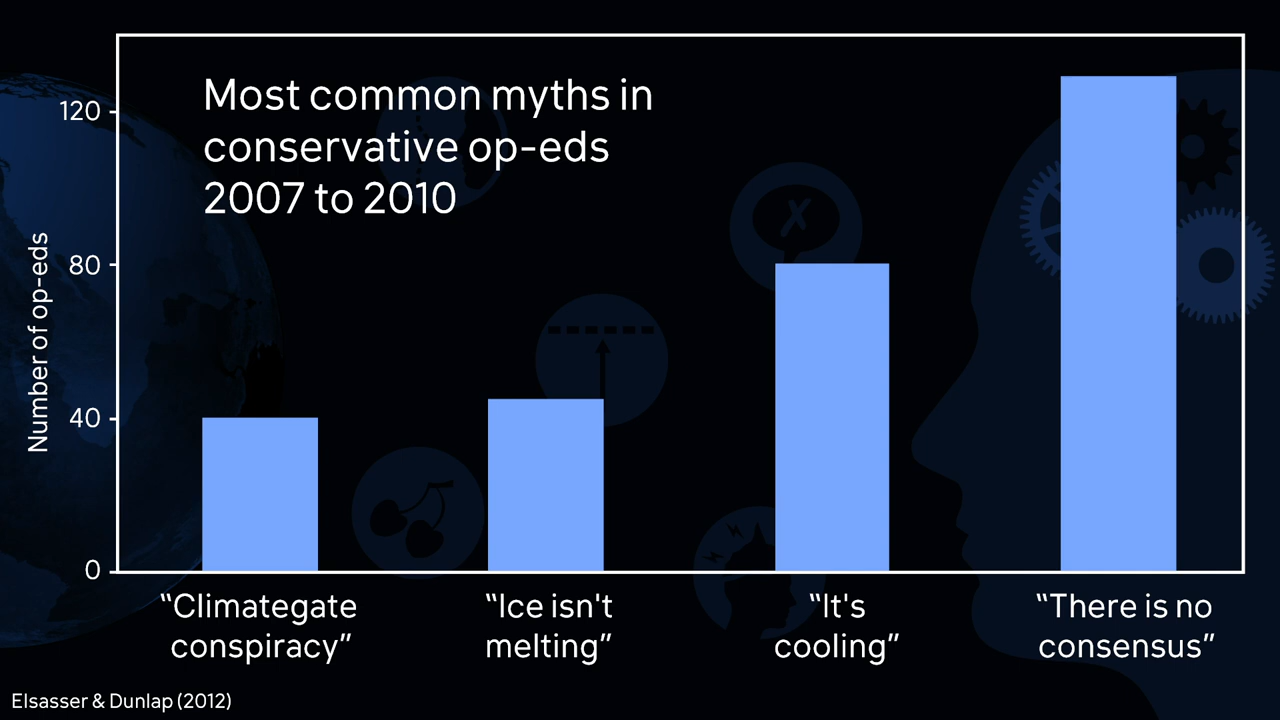 Most common myths in
conservative op-eds
2007 to 2010
Number of op-eds
120
80
40
0
“Climategate
conspiracy”
“Ice isn't
melting”
“It's
cooling”
“There is no
consensus”
Elsasser & Dunlap (2012)